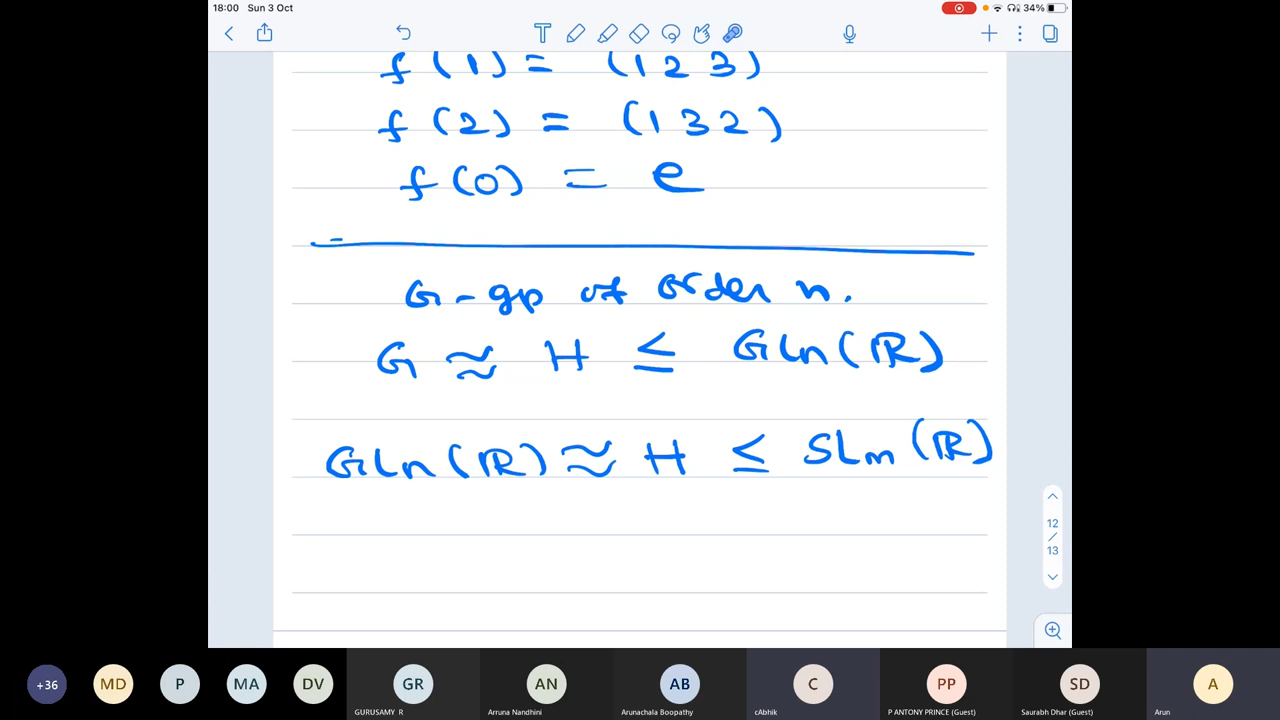 18:00 Sun 3 Oct
34%
T
f(1) = (1 2 3)
f(2) = (1 3 2)
f(0) = e
G - gp of order n.
G ≈ H ≤ GLn(R)
GLn(R) ≈ H ≤ SLm(R)
12
/
13
+36 MD P MA DV GR AN AB C PP SD A
GURUSAMY R Arruna Nandhini Arunachala Boopathy cAbhik P ANTONY PRINCE (Guest) Saurabh Dhar (Guest) Arun